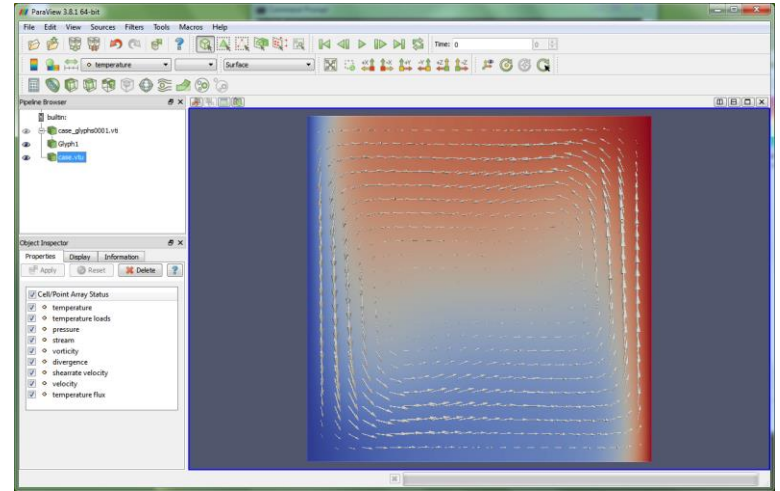 ParaView 3.8.1 64-bit
File Edit View Sources Filters Tools Macros Help
Time: 0 0
temperature Surface
Pipeline Browser
builtin:
case_glyphs0001.vti
Glyph1
case.vtu
Object Inspector
Properties Display Information
Apply Reset Delete ?
Cell/Point Array Status
temperature
temperature loads
pressure
stream
vorticity
divergence
shearrate velocity
velocity
temperature flux